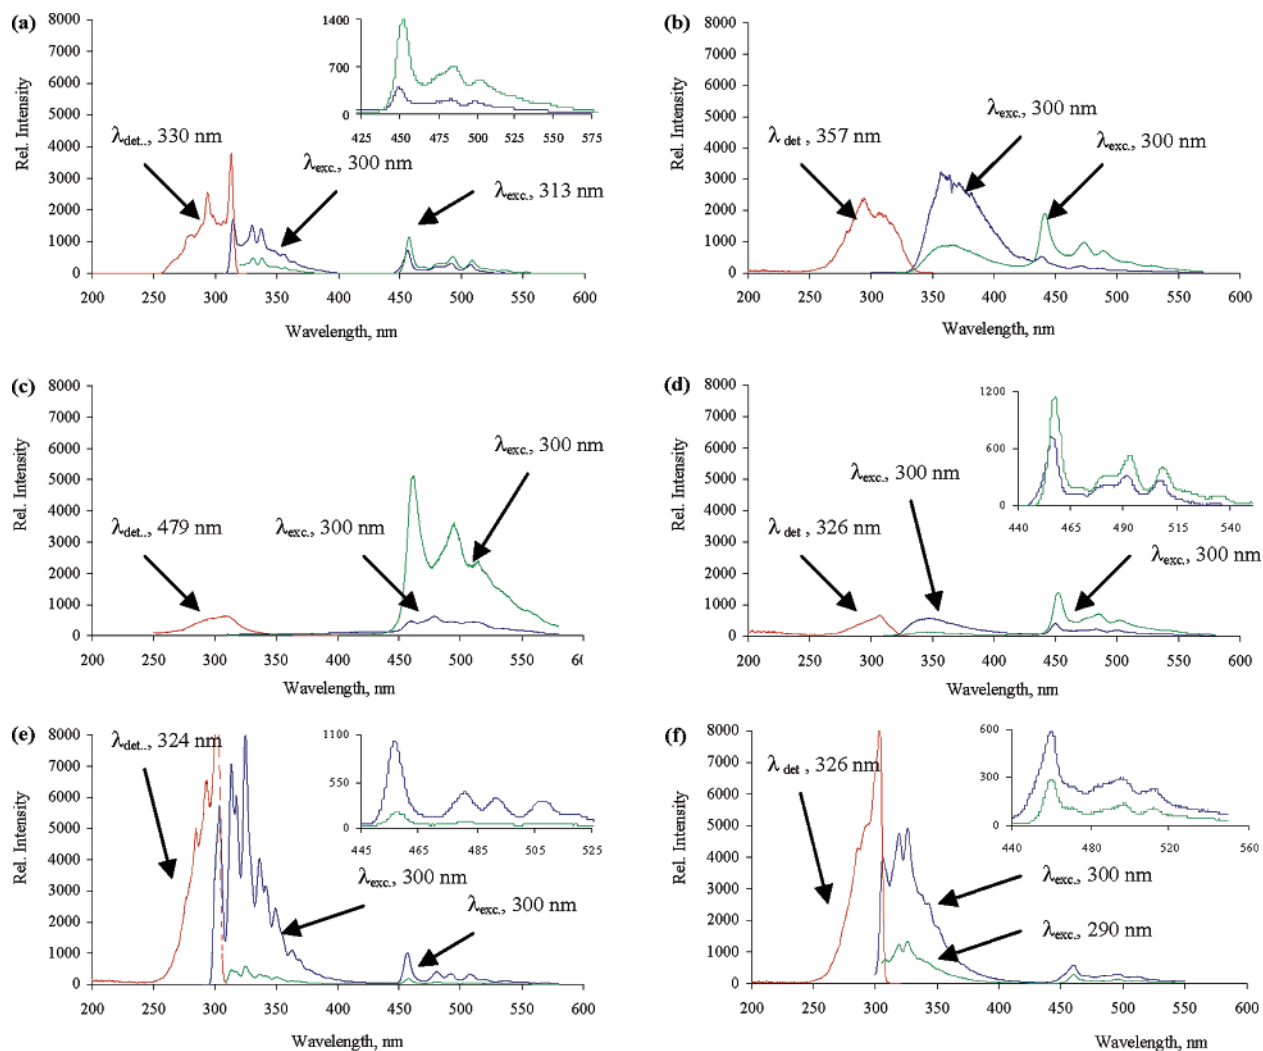 (a)
8000
7000
6000
5000
4000
3000
2000
1000
0
Rel. Intensity
200 250 300 350 400 450 500 550 600
Wavelength, nm
λdet.., 330 nm
λexc., 300 nm
λexc., 313 nm
1400
700
0
425 450 475 500 525 550 575
(b)
8000
7000
6000
5000
4000
3000
2000
1000
0
Rel. Intensity
200 250 300 350 400 450 500 550 600
Wavelength, nm
λ det , 357 nm
λexc., 300 nm
λexc., 300 nm
(c)
8000
7000
6000
5000
4000
3000
2000
1000
0
Rel. Intensity
200 250 300 350 400 450 500 550 60
Wavelength, nm
λdet.., 479 nm
λexc., 300 nm
λexc., 300 nm
(d)
8000
7000
6000
5000
4000
3000
2000
1000
0
Rel. Intensity
200 250 300 350 400 450 500 550 600
Wavelength, nm
λ det , 326 nm
λexc., 300 nm
λexc., 300 nm
1200
600
0
440 465 490 515 540
(e)
8000
7000
6000
5000
4000
3000
2000
1000
0
Rel. Intensity
200 250 300 350 400 450 500 550 600
Wavelength, nm
λdet.., 324 nm
λexc., 300 nm
λexc., 300 nm
1100
550
0
445 465 485 505 525
(f)
8000
7000
6000
5000
4000
3000
2000
1000
0
Rel. Intensity
200 250 300 350 400 450 500 550 600
Wavelength, nm
λ det , 326 nm
λexc., 300 nm
λexc., 290 nm
600
300
0
440 480 520 560